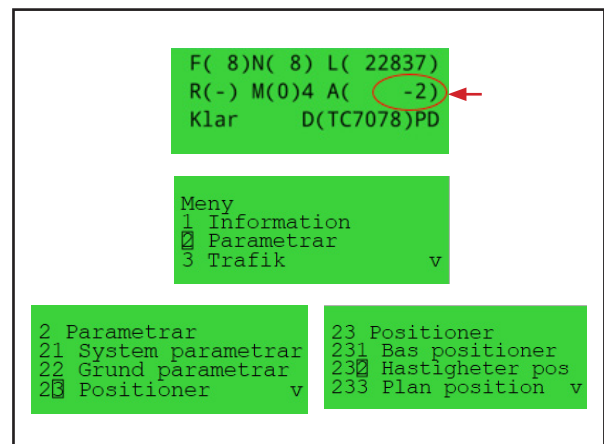 F( 8)N( 8) L( 22837)
R(-) M(0)4 A( -2)
Klar D(TC7078)PD
Meny
1 Information
2 Parametrar
3 Trafik v
2 Parametrar
21 System parametrar
22 Grund parametrar
23 Positioner v
23 Positioner
231 Bas positioner
232 Hastigheter pos
233 Plan position v